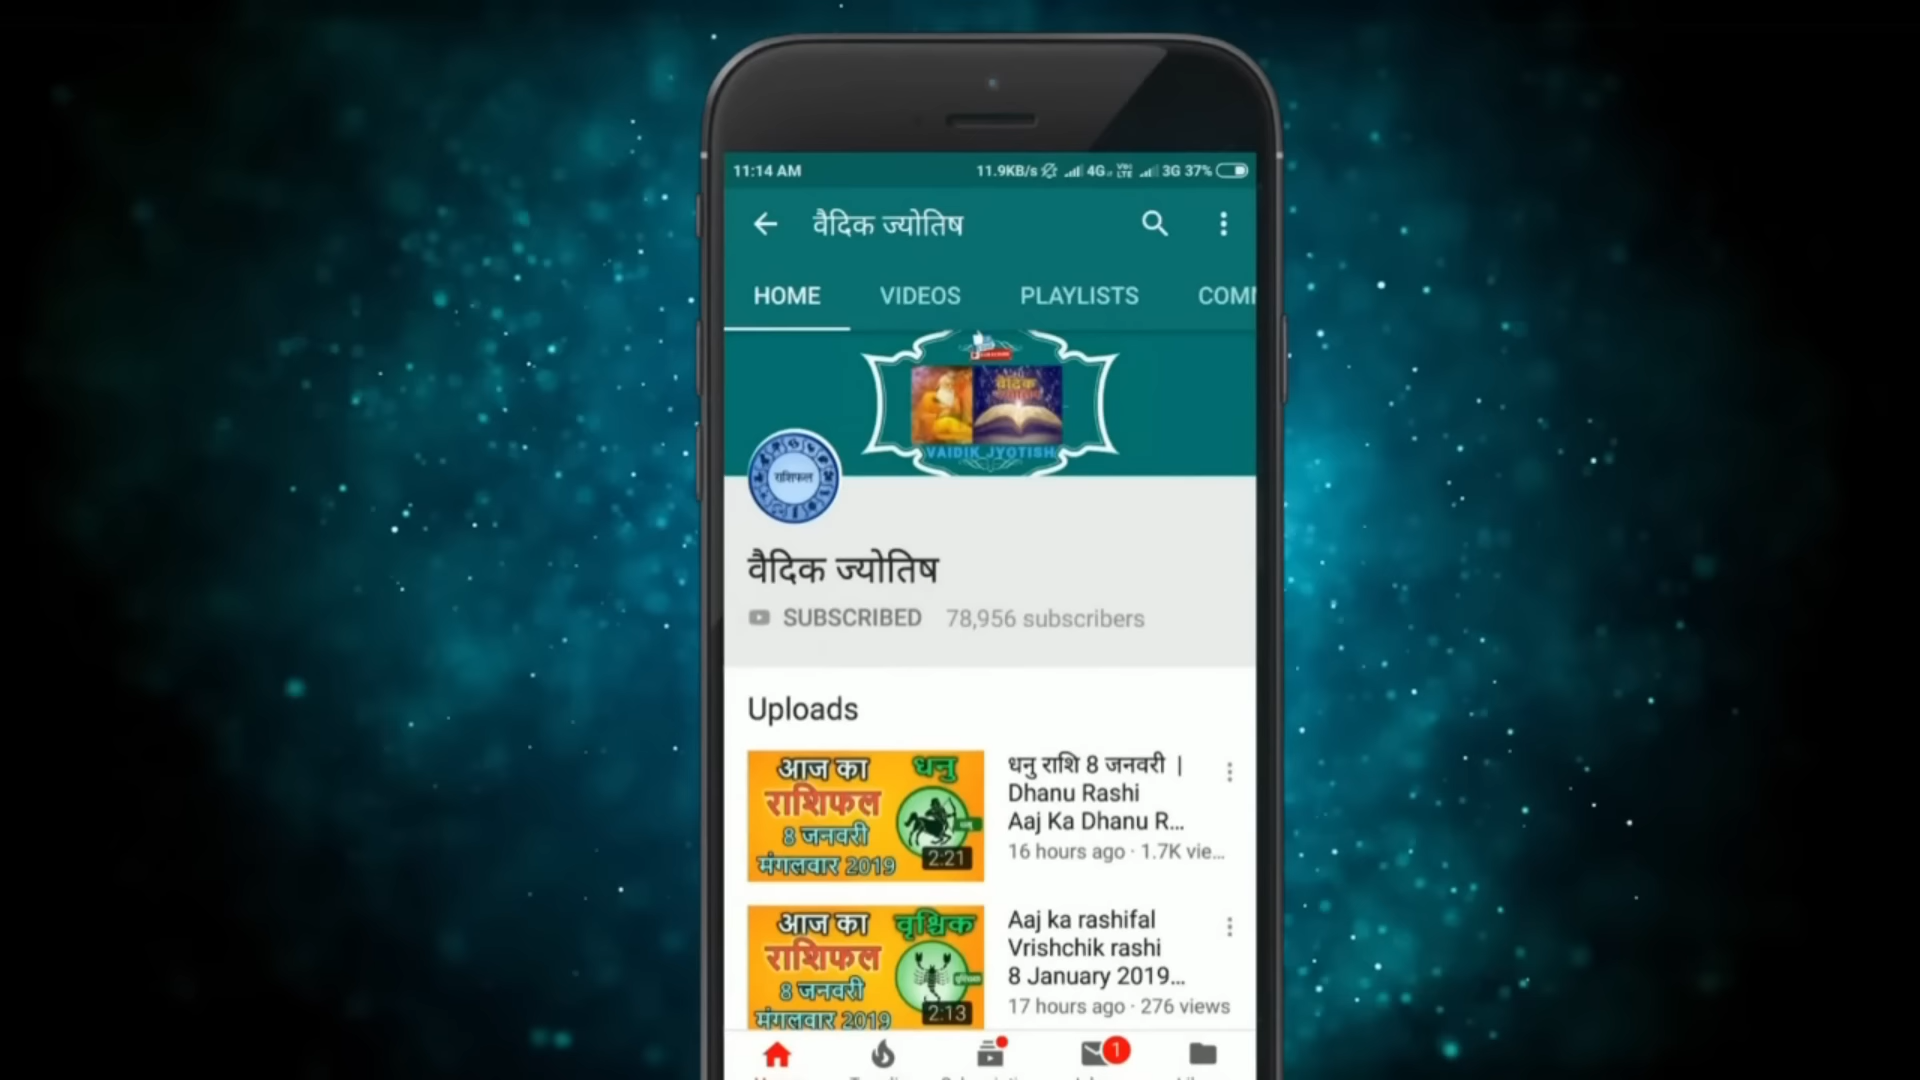 11:14 AM 11.9KB/s 4G VoLTE 3G 37%
वैदिक ज्योतिष
HOME VIDEOS PLAYLISTS COMM
वैदिक
VAIDIK JYOTISH
राशिफल
वैदिक ज्योतिष
SUBSCRIBED 78,956 subscribers
Uploads
आज का धनु
राशिफल
8 जनवरी
मंगलवार 2019
2:21
धनु राशि 8 जनवरी |
Dhanu Rashi
Aaj Ka Dhanu R...
16 hours ago · 1.7K vie...
आज का वृश्चिक
राशिफल
8 जनवरी
मंगलवार 2019
2:13
Aaj ka rashifal
Vrishchik rashi
8 January 2019...
17 hours ago · 276 views
1